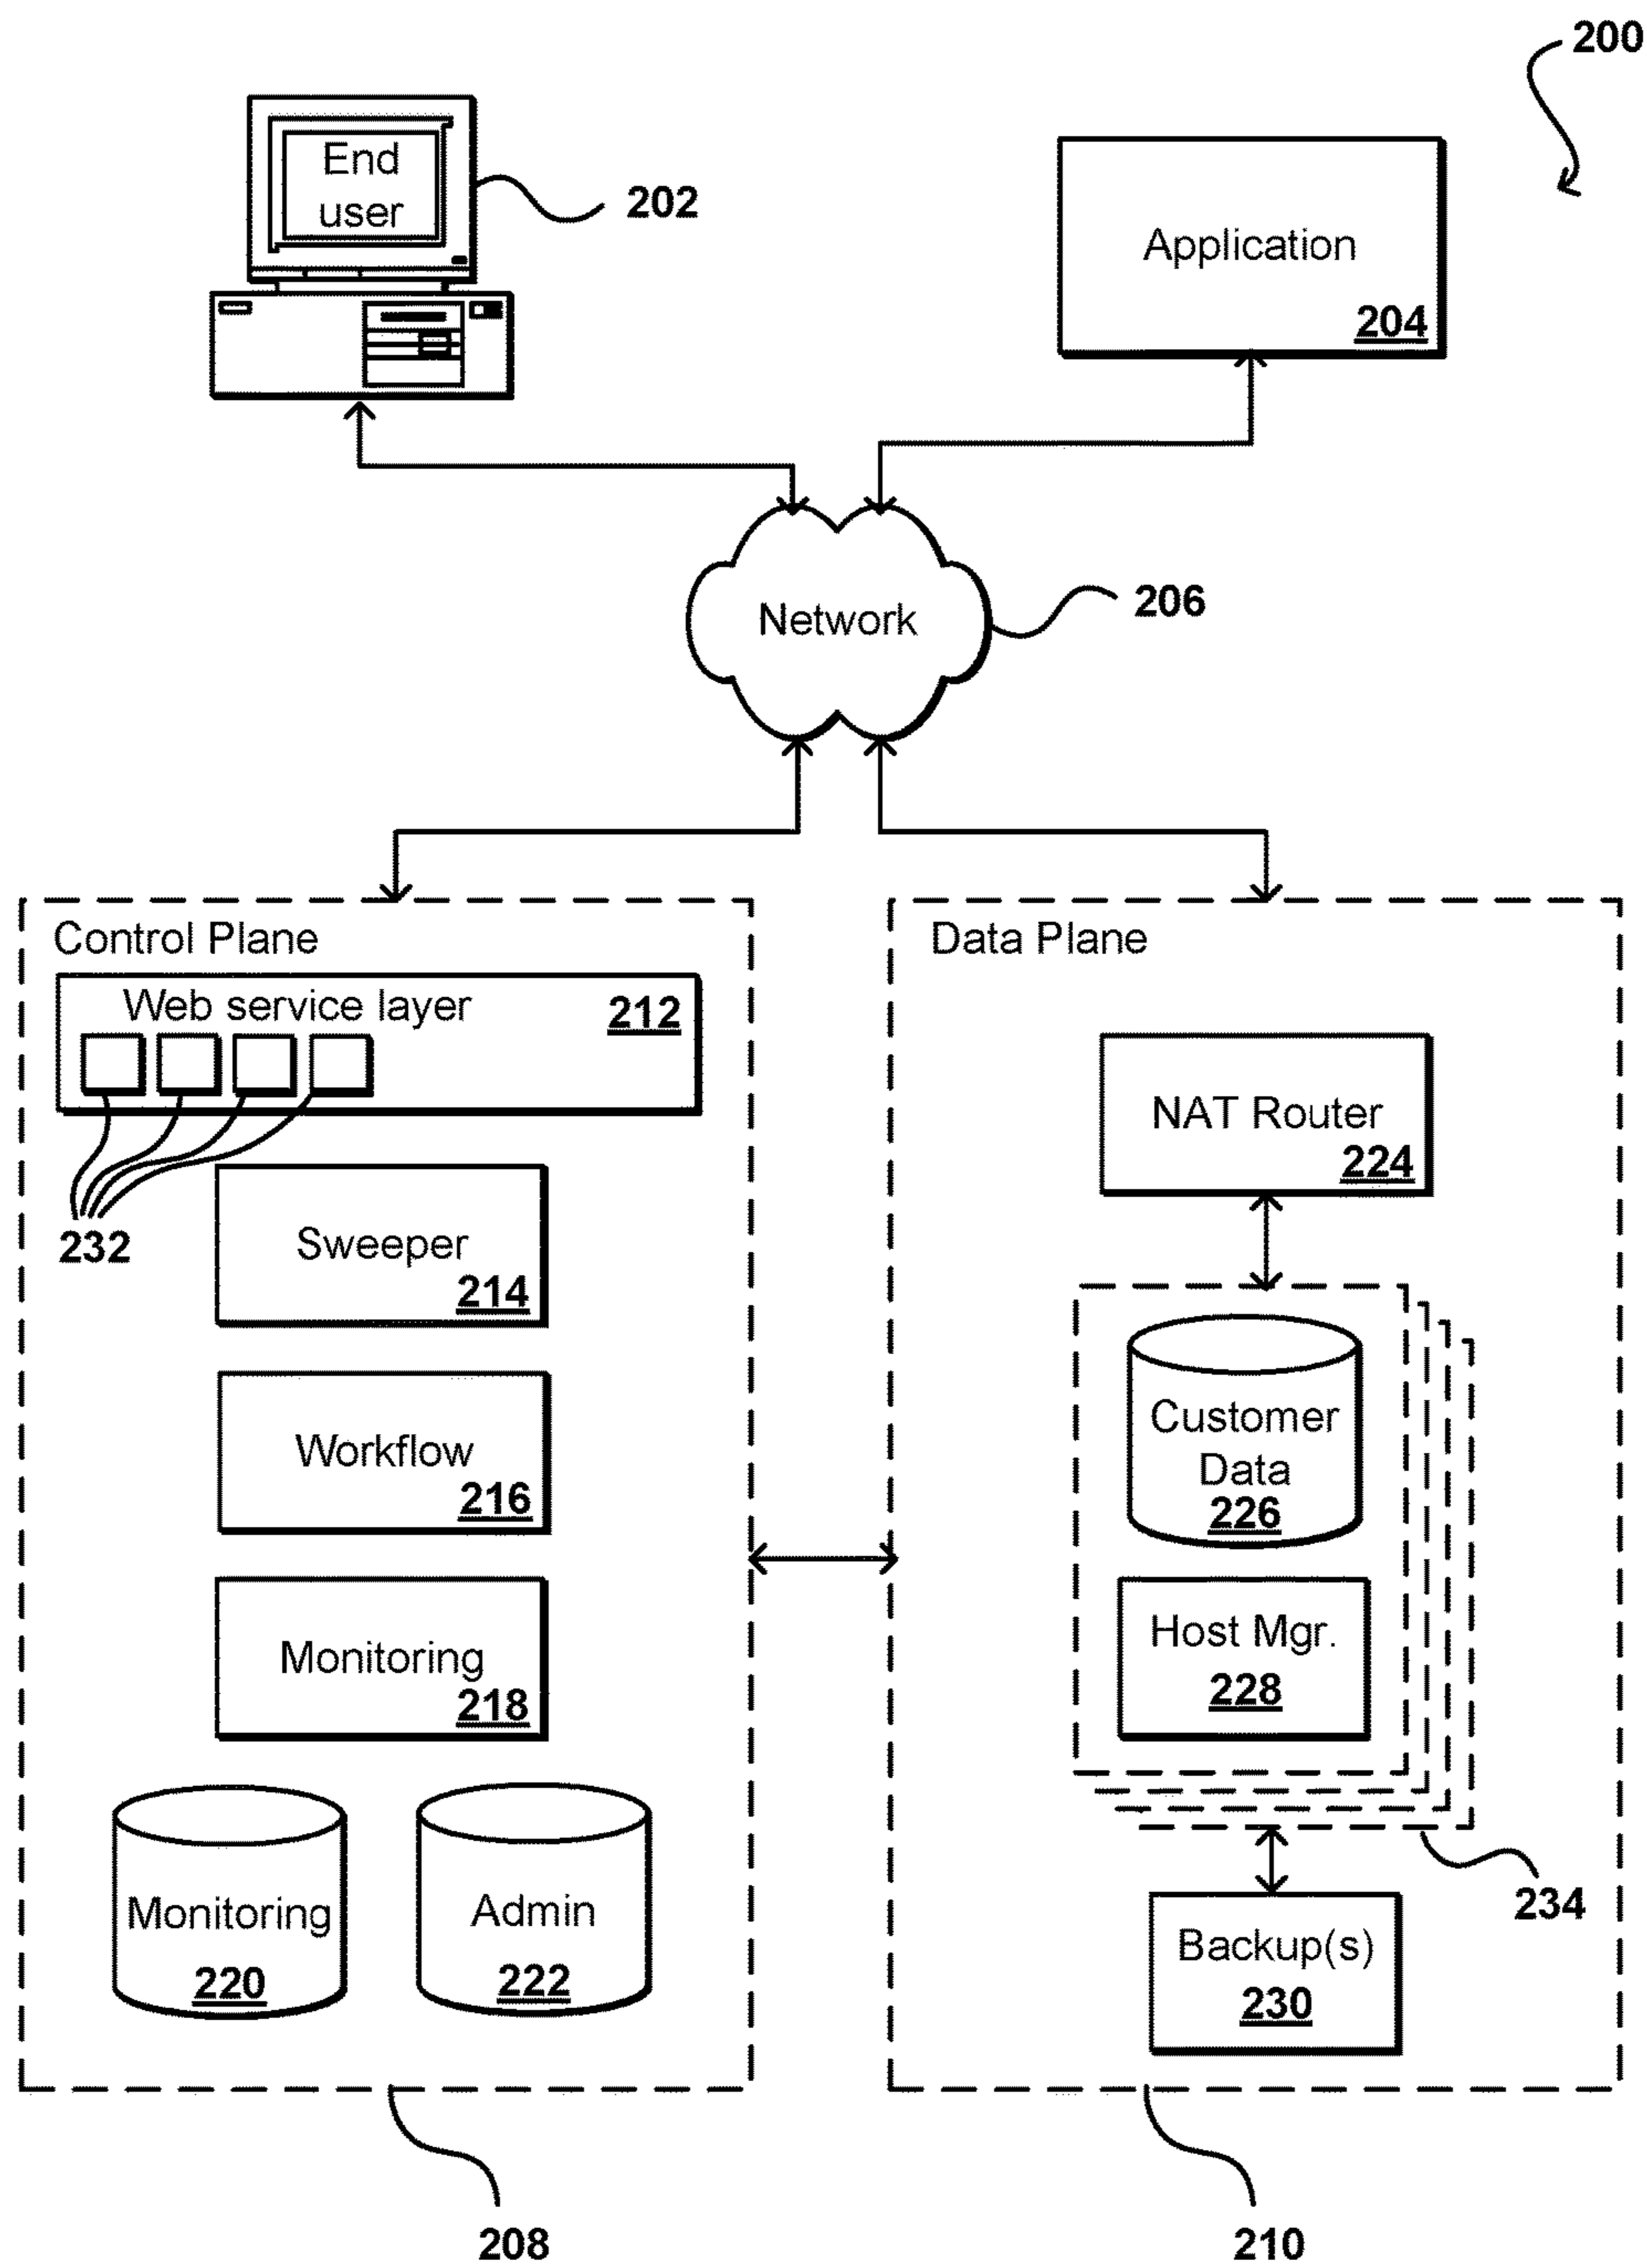 200
End
user
202
Application
204
Network
206
Control Plane
Web service layer
212
232
Sweeper
214
Workflow
216
Monitoring
218
Monitoring
220
Admin
222
208
Data Plane
NAT Router
224
Customer
Data
226
Host Mgr.
228
234
Backup(s)
230
210